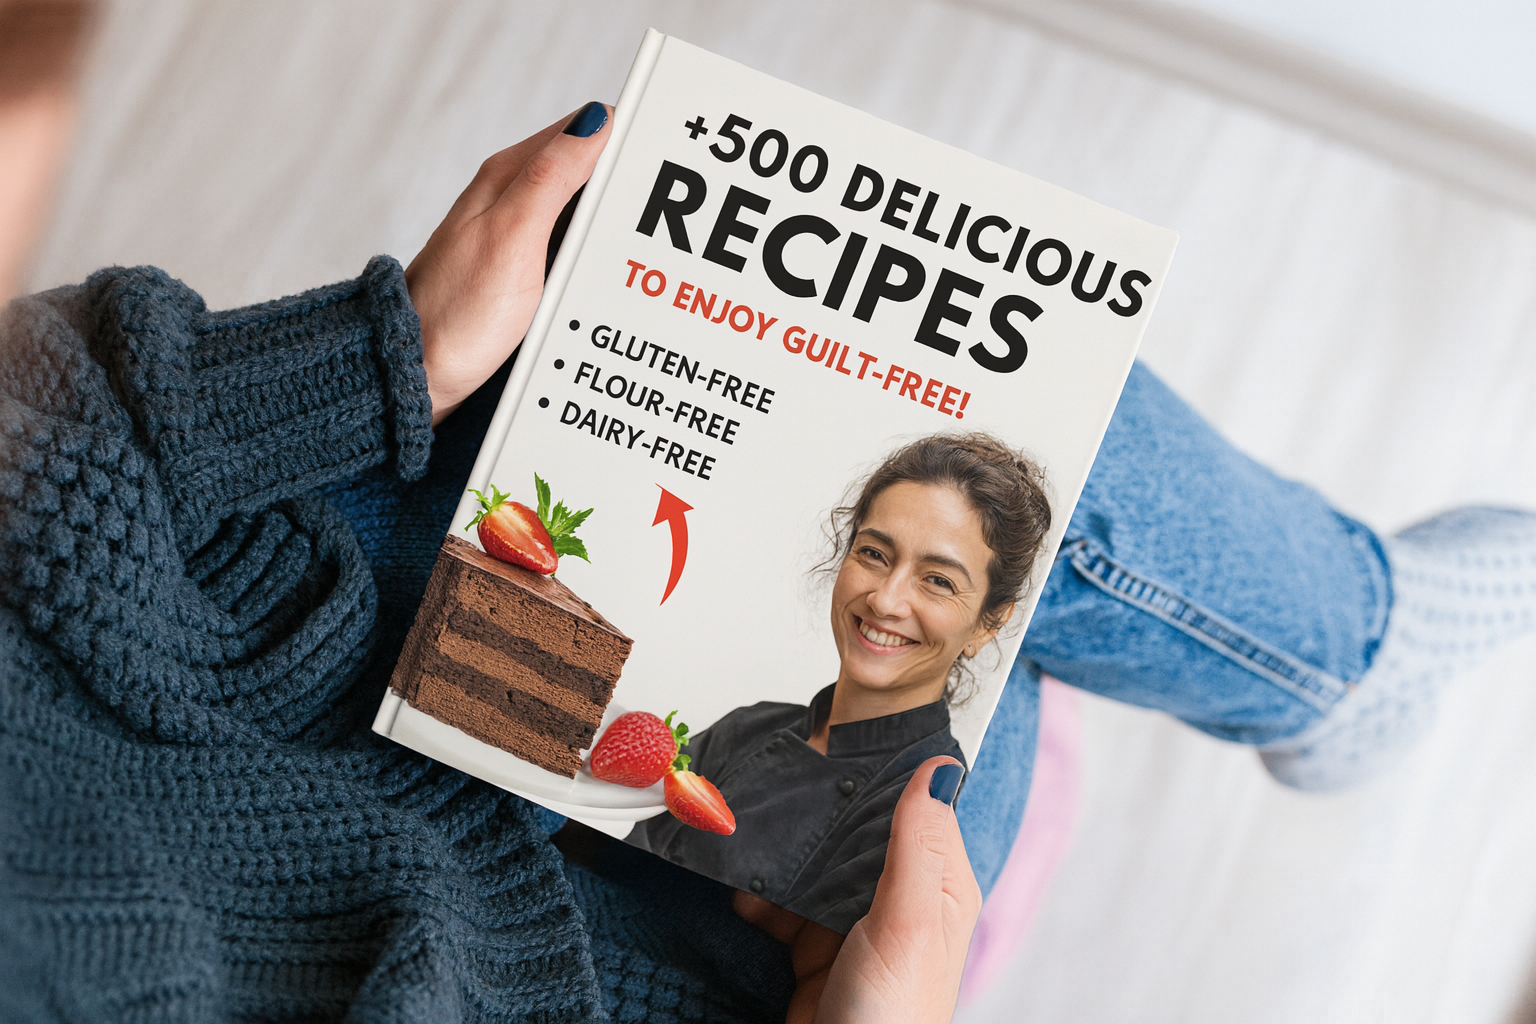 +500 DELICIOUS
RECIPES
TO ENJOY GUILT-FREE!
• GLUTEN-FREE
• FLOUR-FREE
• DAIRY-FREE